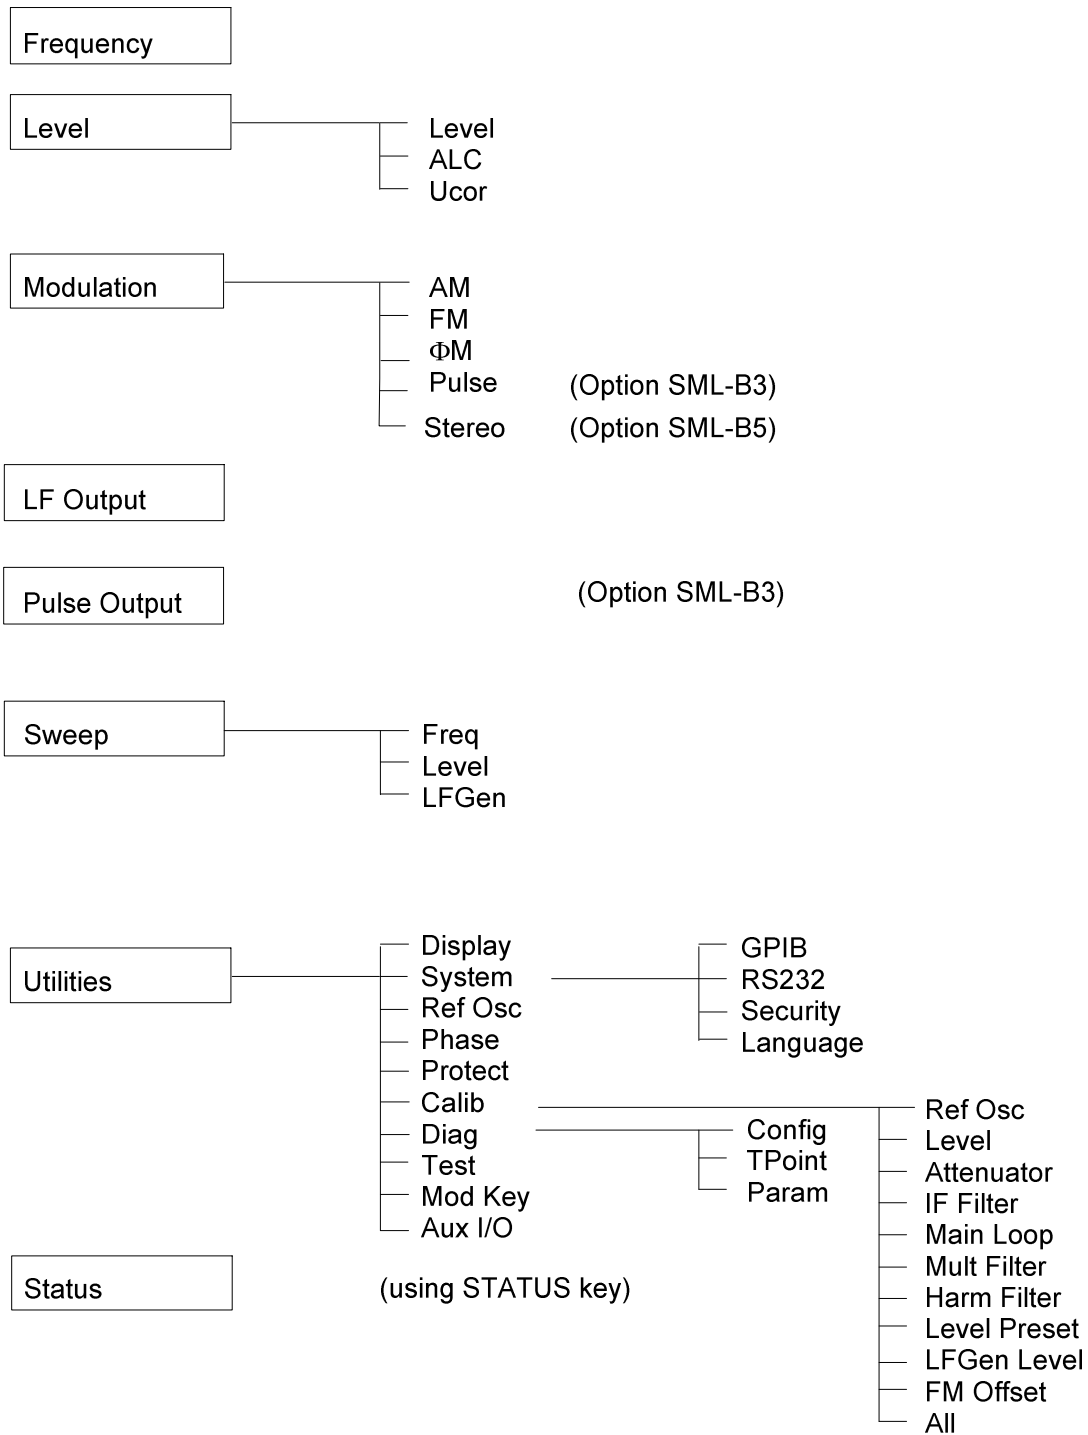 Frequency
Level
Level
ALC
Ucor
Modulation
AM
FM
ΦM
Pulse (Option SML-B3)
Stereo (Option SML-B5)
LF Output
Pulse Output (Option SML-B3)
Sweep
Freq
Level
LFGen
Utilities
Display
System
Ref Osc
Phase
Protect
Calib
Diag
Test
Mod Key
Aux I/O
GPIB
RS232
Security
Language
Config
TPoint
Param
Ref Osc
Level
Attenuator
IF Filter
Main Loop
Mult Filter
Harm Filter
Level Preset
LFGen Level
FM Offset
All
Status (using STATUS key)